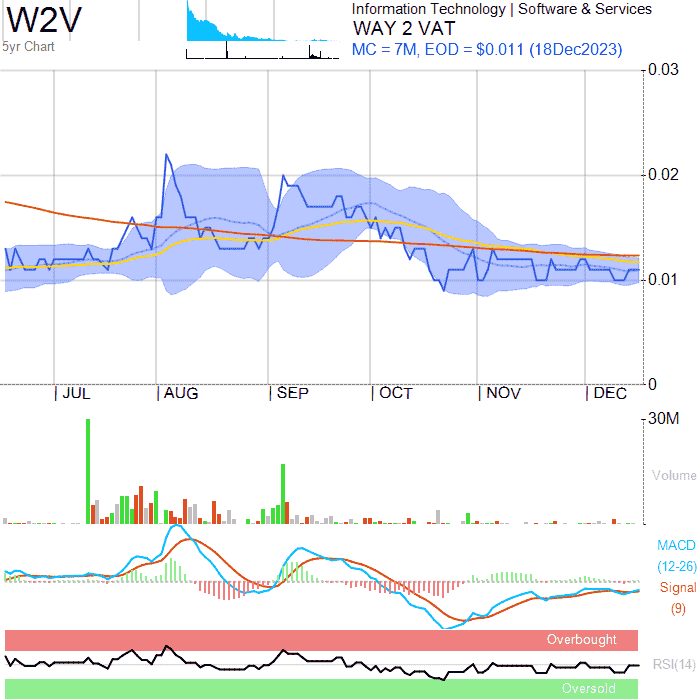 W2V
5yr Chart
Information Technology | Software & Services
WAY 2 VAT
MC = 7M, EOD = $0.011 (18Dec2023)
0.03
0.02
0.01
0
JUL
AUG
SEP
OCT
NOV
DEC
30M
Volume
MACD
(12-26)
Signal
(9)
Overbought
RSI(14)
Oversold